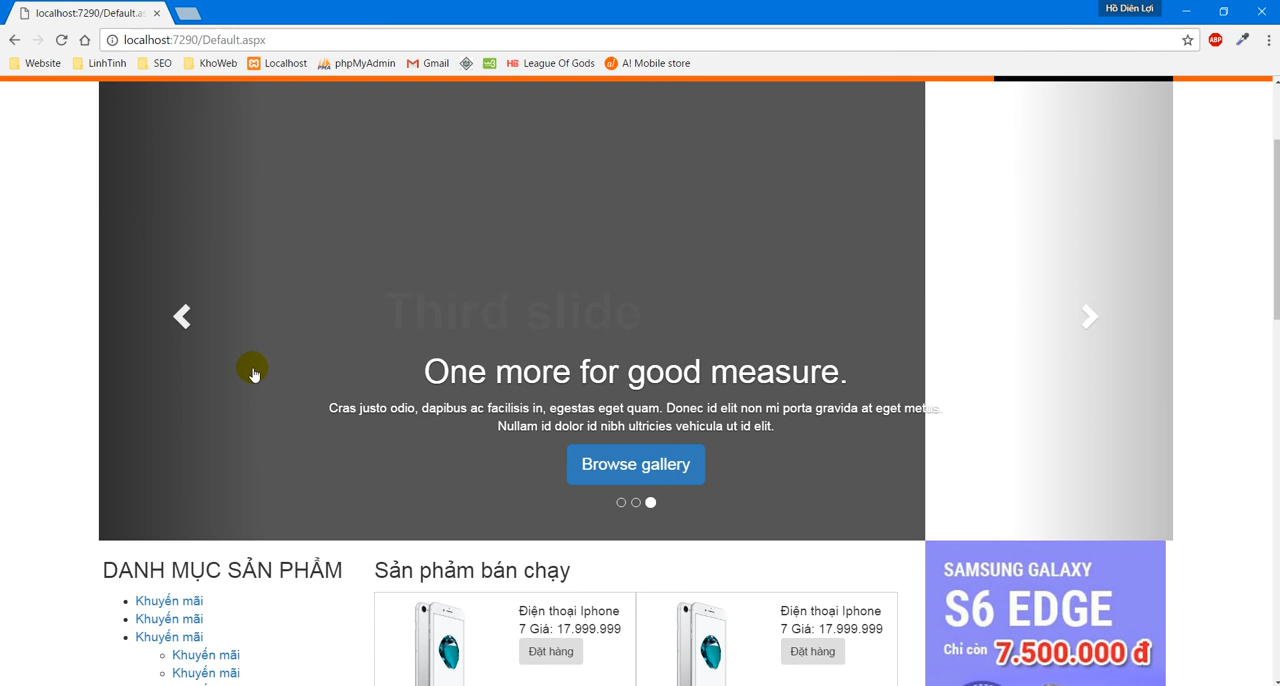 localhost:7290/Default.as
Hồ Diên Lợi
localhost:7290/Default.aspx
ABP
Website LinhTinh SEO KhoWeb Localhost phpMyAdmin Gmail w3 League Of Gods A! Mobile store
Third slide
One more for good measure.
Cras justo odio, dapibus ac facilisis in, egestas eget quam. Donec id elit non mi porta gravida at eget metus.
Nullam id dolor id nibh ultricies vehicula ut id elit.
Browse gallery
DANH MỤC SẢN PHẨM
Khuyến mãi
Khuyến mãi
Khuyến mãi
Khuyến mãi
Khuyến mãi
Sản phẩm bán chạy
Điện thoại Iphone
7 Giá: 17.999.999
Đặt hàng
Điện thoại Iphone
7 Giá: 17.999.999
Đặt hàng
SAMSUNG GALAXY
S6 EDGE
Chỉ còn 7.500.000 đ